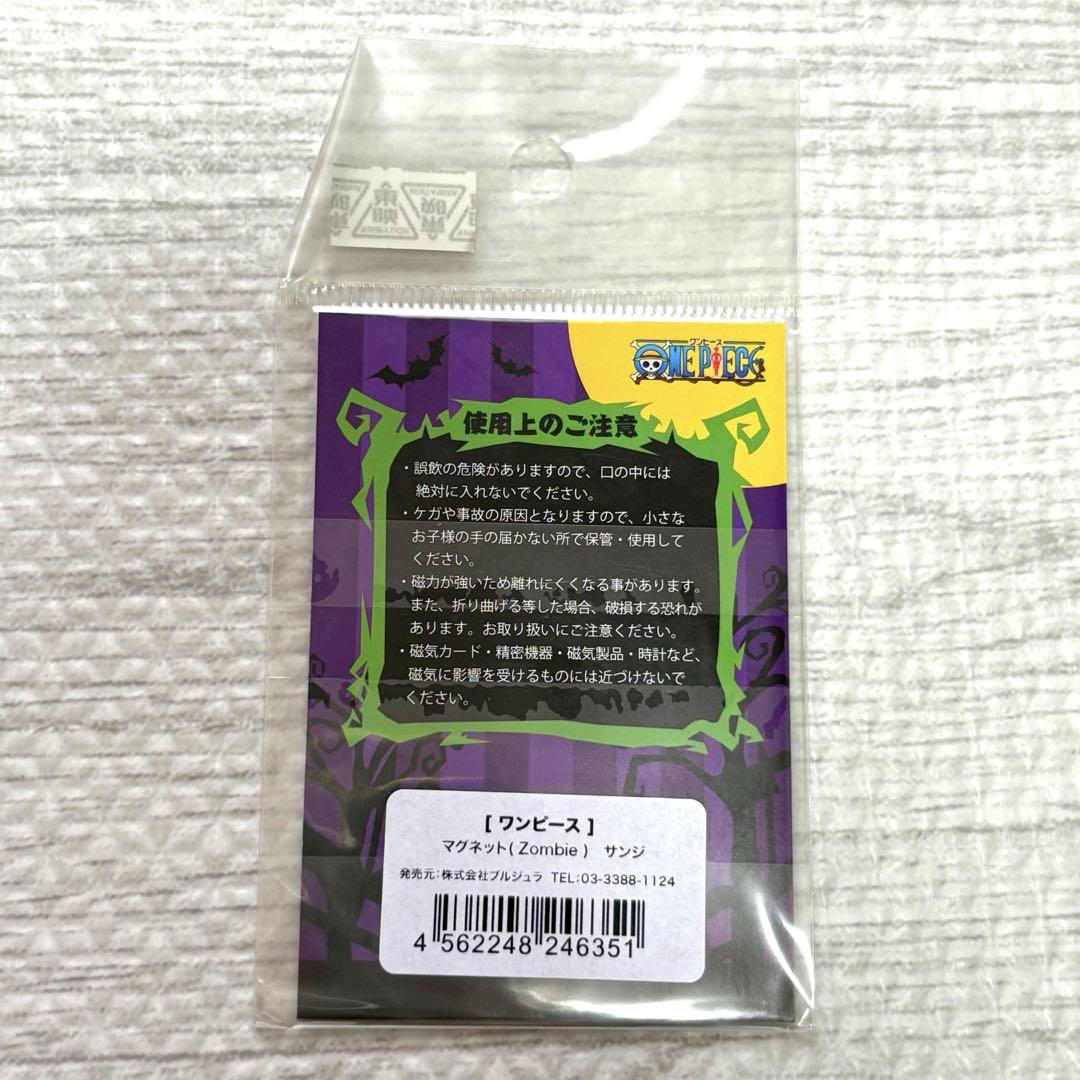 ワンピース
ONE PIECE
使用上のご注意
・誤飲の危険がありますので、口の中には
絶対に入れないでください。
・ケガや事故の原因となりますので、小さな
お子様の手の届かない所で保管・使用して
ください。
・磁力が強いため離れにくくなる事があります。
また、折り曲げる等した場合、破損する恐れが
あります。お取り扱いにご注意ください。
・磁気カード・精密機器・磁気製品・時計など、
磁気に影響を受けるものには近づけないで
ください。
[ ワンピース ]
マグネット( Zombie ) サンジ
発売元:株式会社ブルジュラ TEL:03-3388-1124
4 562248 246351